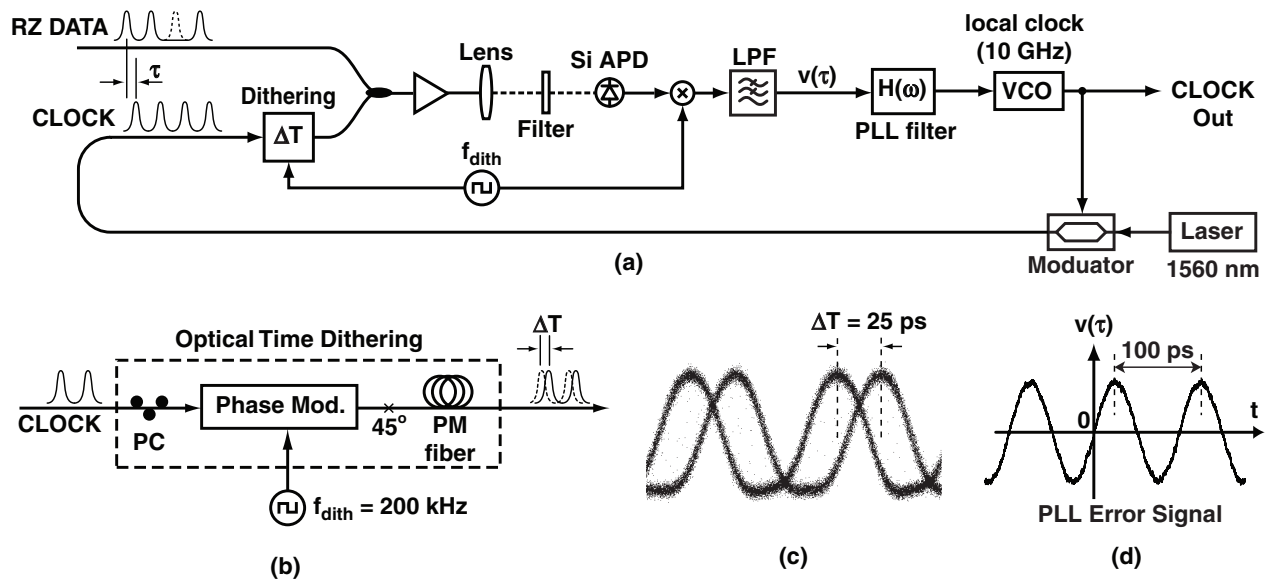 RZ DATA
τ
CLOCK
Dithering
ΔT
Lens
Filter
Si APD
f_dith
LPF
v(τ)
H(ω)
PLL filter
local clock
(10 GHz)
VCO
CLOCK
Out
Moduator
Laser
1560 nm
(a)
Optical Time Dithering
CLOCK
PC
Phase Mod.
45°
PM
fiber
ΔT
f_dith = 200 kHz
(b)
ΔT = 25 ps
(c)
v(τ)
100 ps
0
t
PLL Error Signal
(d)